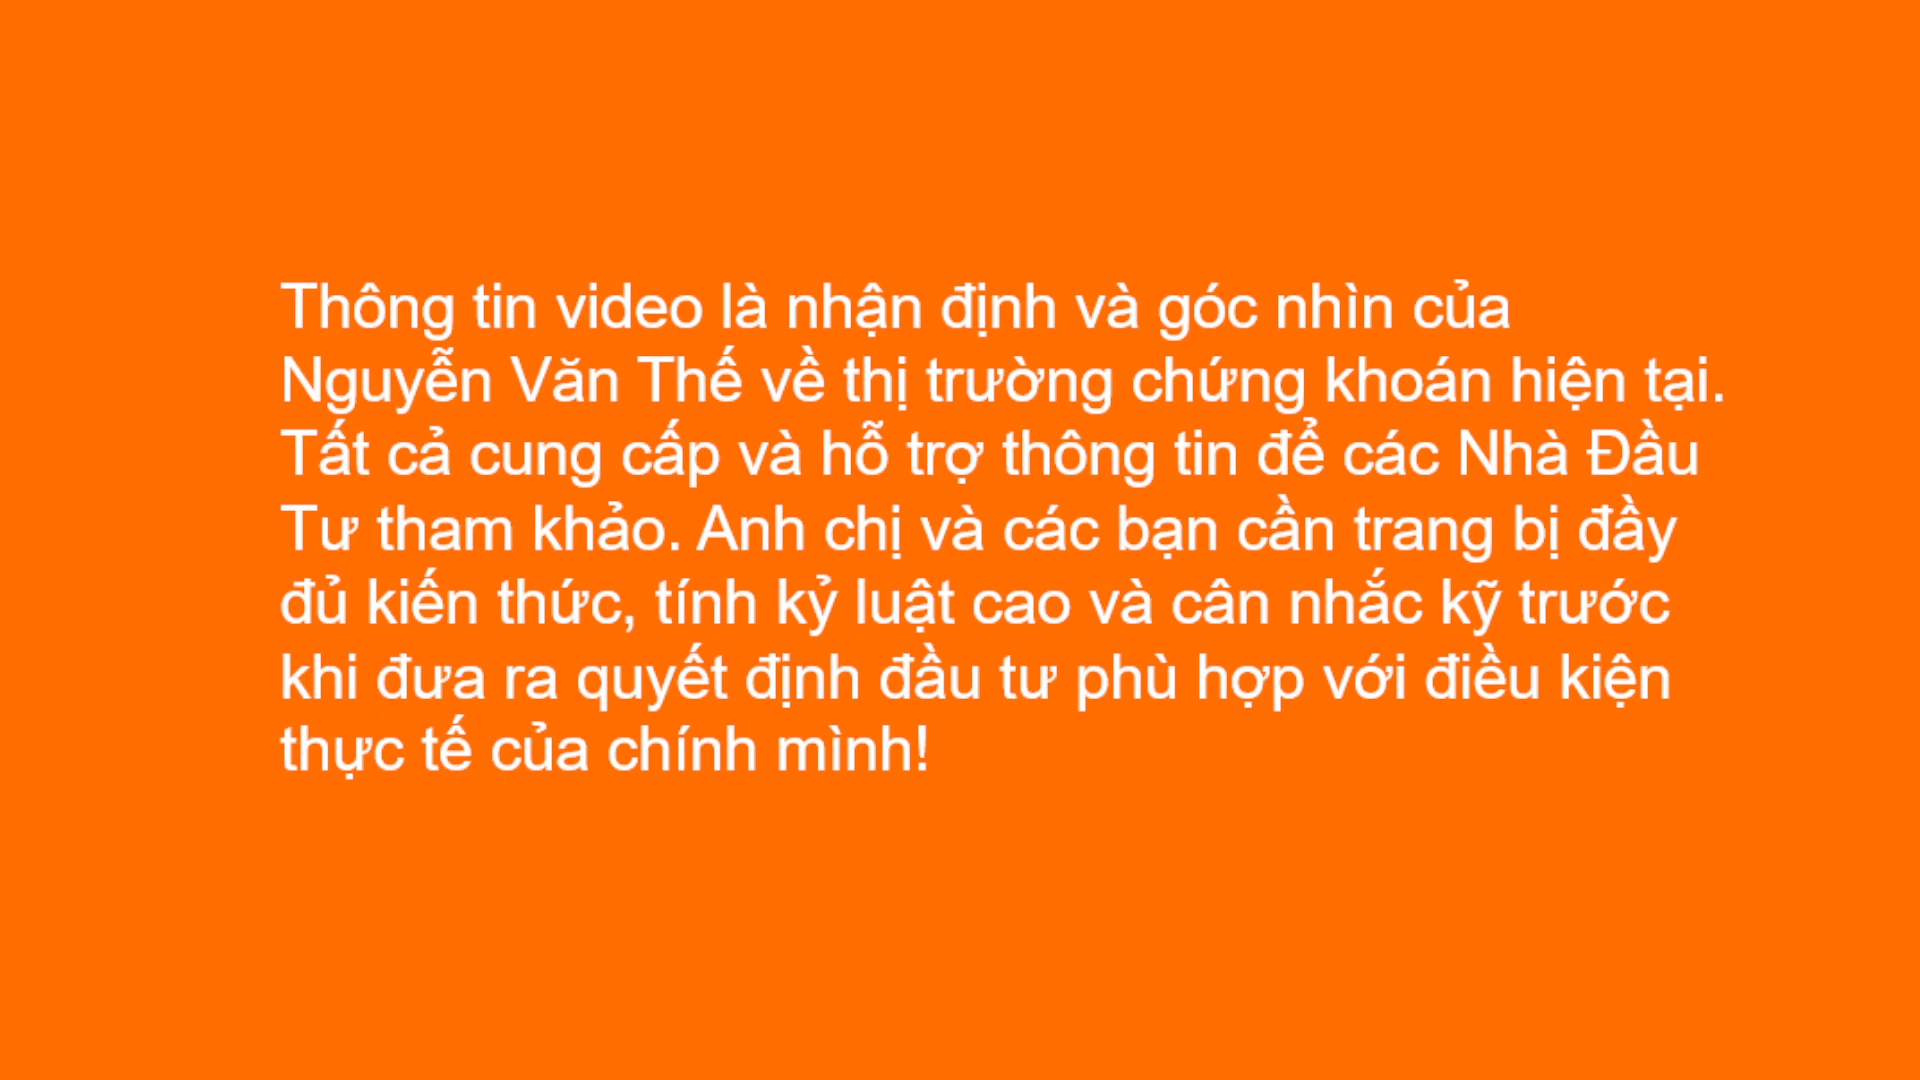 Thông tin video là nhận định và góc nhìn của
Nguyễn Văn Thế về thị trường chứng khoán hiện tại.
Tất cả cung cấp và hỗ trợ thông tin để các Nhà Đầu
Tư tham khảo. Anh chị và các bạn cần trang bị đầy
đủ kiến thức, tính kỷ luật cao và cân nhắc kỹ trước
khi đưa ra quyết định đầu tư phù hợp với điều kiện
thực tế của chính mình!